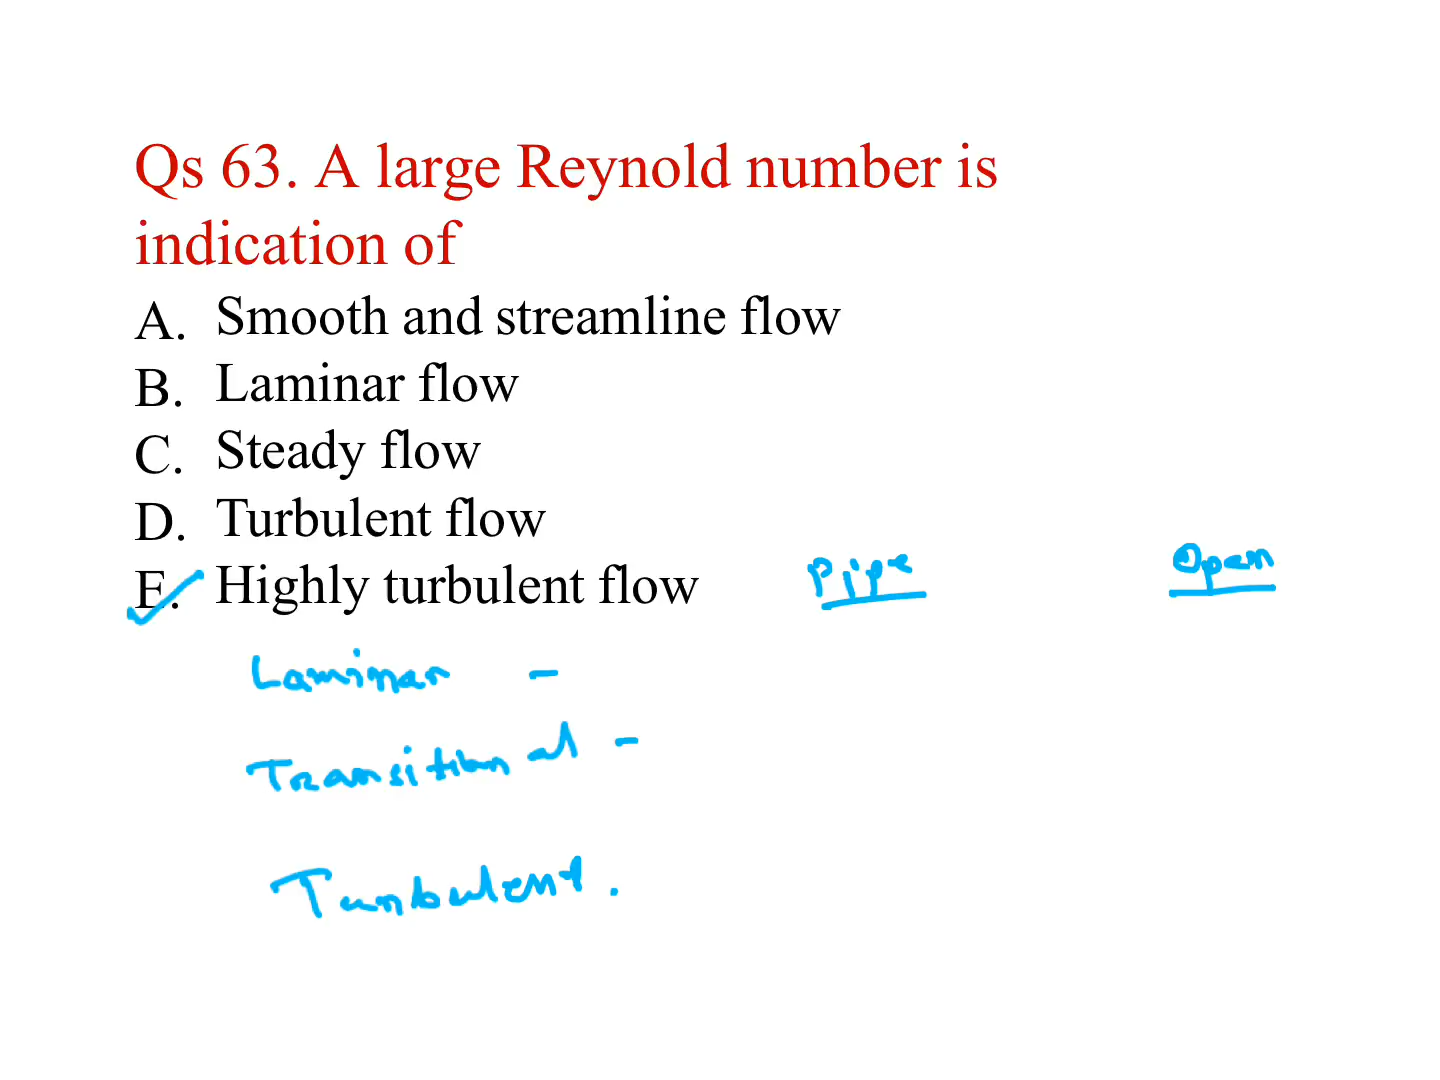 Qs 63. A large Reynold number is
indication of
A. Smooth and streamline flow
B. Laminar flow
C. Steady flow
D. Turbulent flow
E. Highly turbulent flow
Pipe Open
Laminar -
Transitional -
Turbulent.